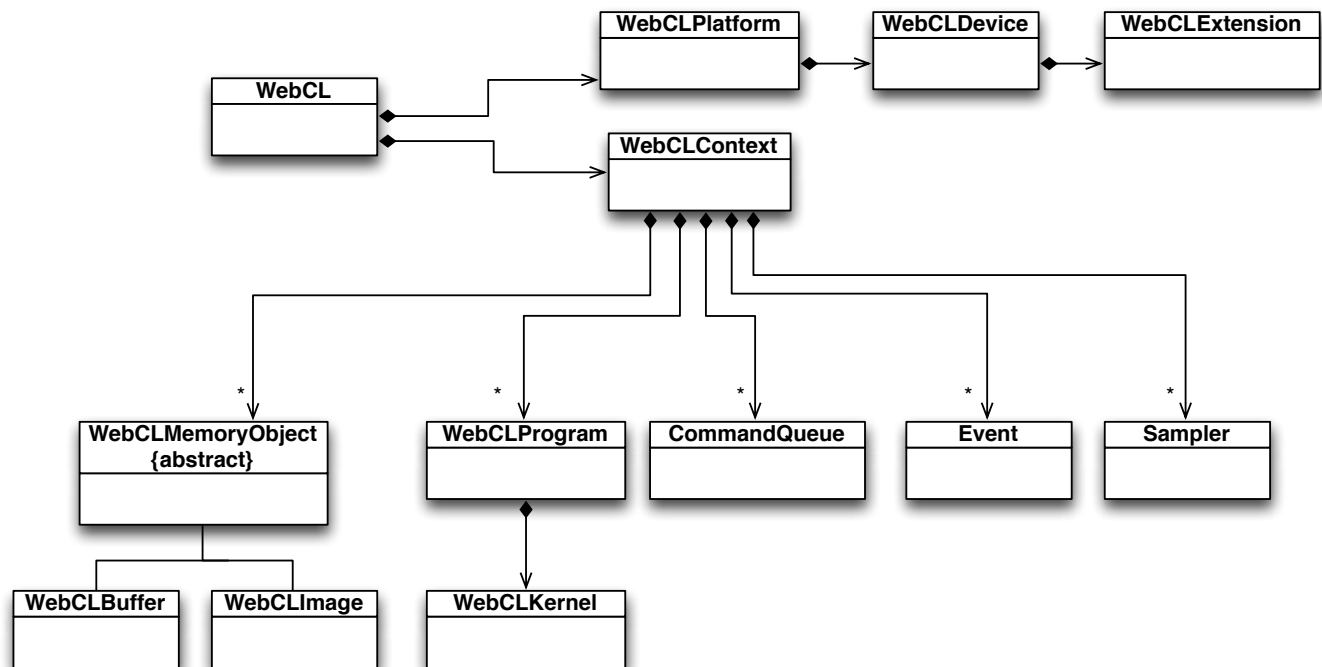 WebCLPlatform
WebCLDevice
WebCLExtension
WebCL
WebCLContext
*
*
*
*
*
WebCLMemoryObject
{abstract}
WebCLProgram
CommandQueue
Event
Sampler
WebCLBuffer
WebCLImage
WebCLKernel